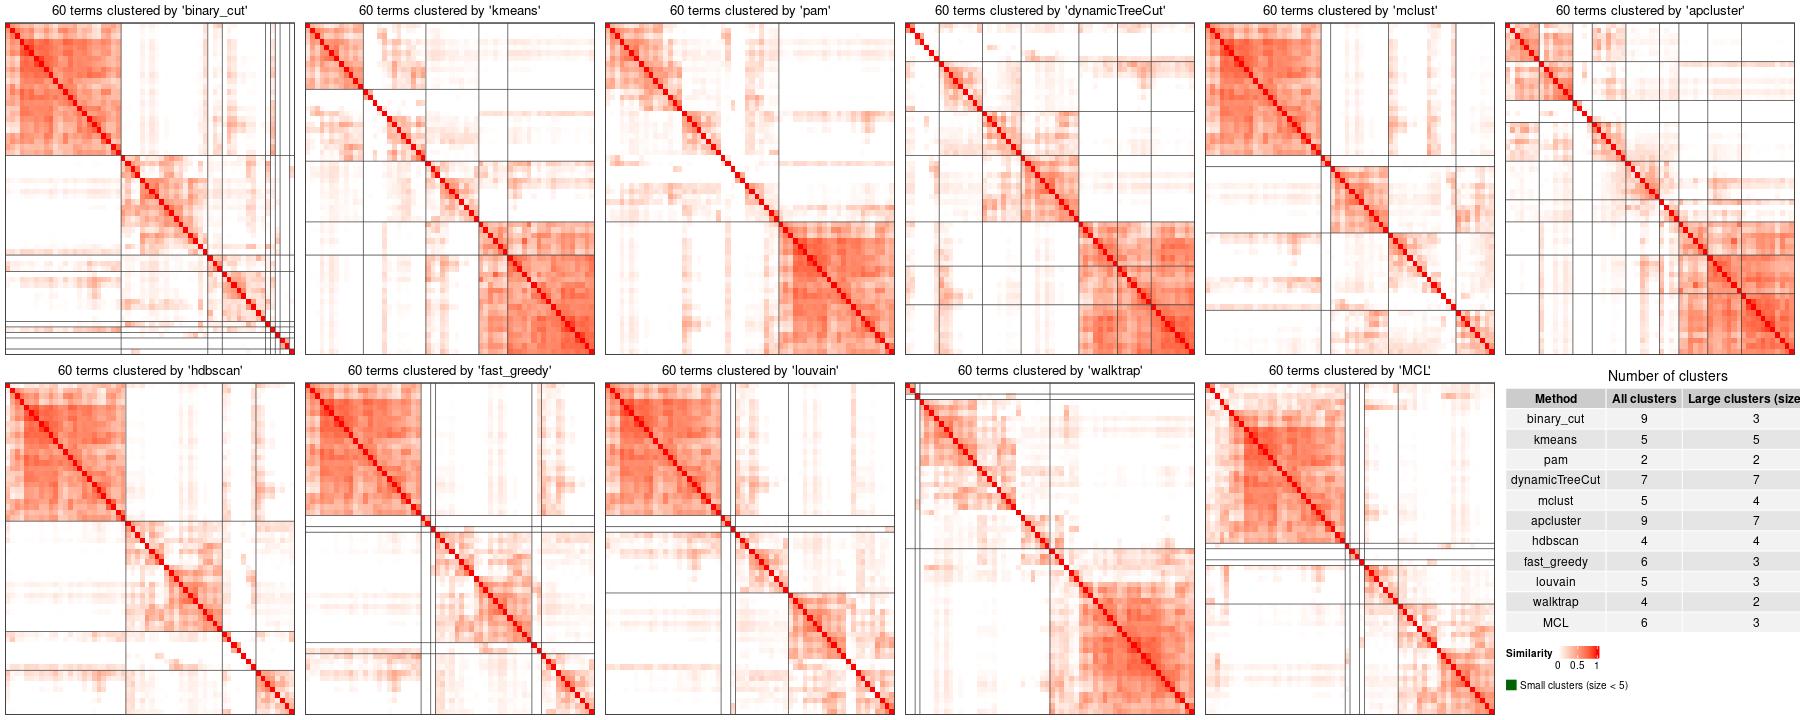 60 terms clustered by 'binary_cut'
60 terms clustered by 'kmeans'
60 terms clustered by 'pam'
60 terms clustered by 'dynamicTreeCut'
60 terms clustered by 'mclust'
60 terms clustered by 'apcluster'
60 terms clustered by 'hdbscan'
60 terms clustered by 'fast_greedy'
60 terms clustered by 'louvain'
60 terms clustered by 'walktrap'
60 terms clustered by 'MCL'
Number of clusters
Method All clusters Large clusters (size
binary_cut 9 3
kmeans 5 5
pam 2 2
dynamicTreeCut 7 7
mclust 5 4
apcluster 9 7
hdbscan 4 4
fast_greedy 6 3
louvain 5 3
walktrap 4 2
MCL 6 3
Similarity
0 0.5 1
Small clusters (size < 5)